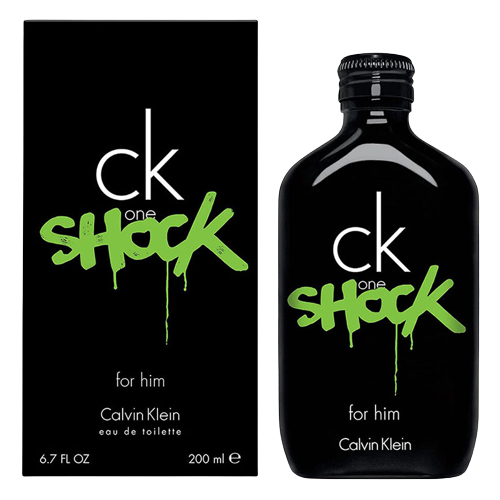 ck
one
SHOCK
for him
Calvin Klein
eau de toilette
6.7 FL OZ 200 ml e
ck
one
SHOCK
for him
Calvin Klein